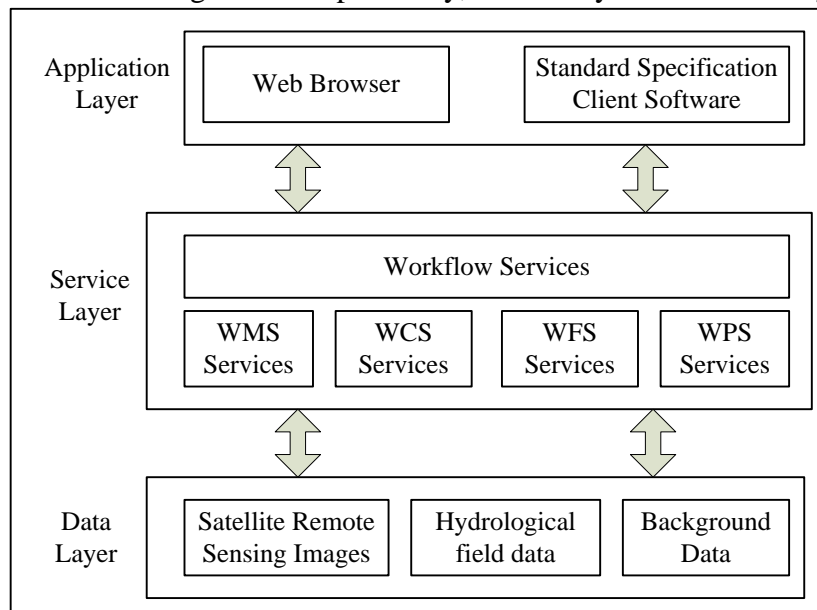 Application
Layer
Web Browser
Standard Specification
Client Software
Service
Layer
Workflow Services
WMS
Services
WCS
Services
WFS
Services
WPS
Services
Data
Layer
Satellite Remote
Sensing Images
Hydrological
field data
Background
Data